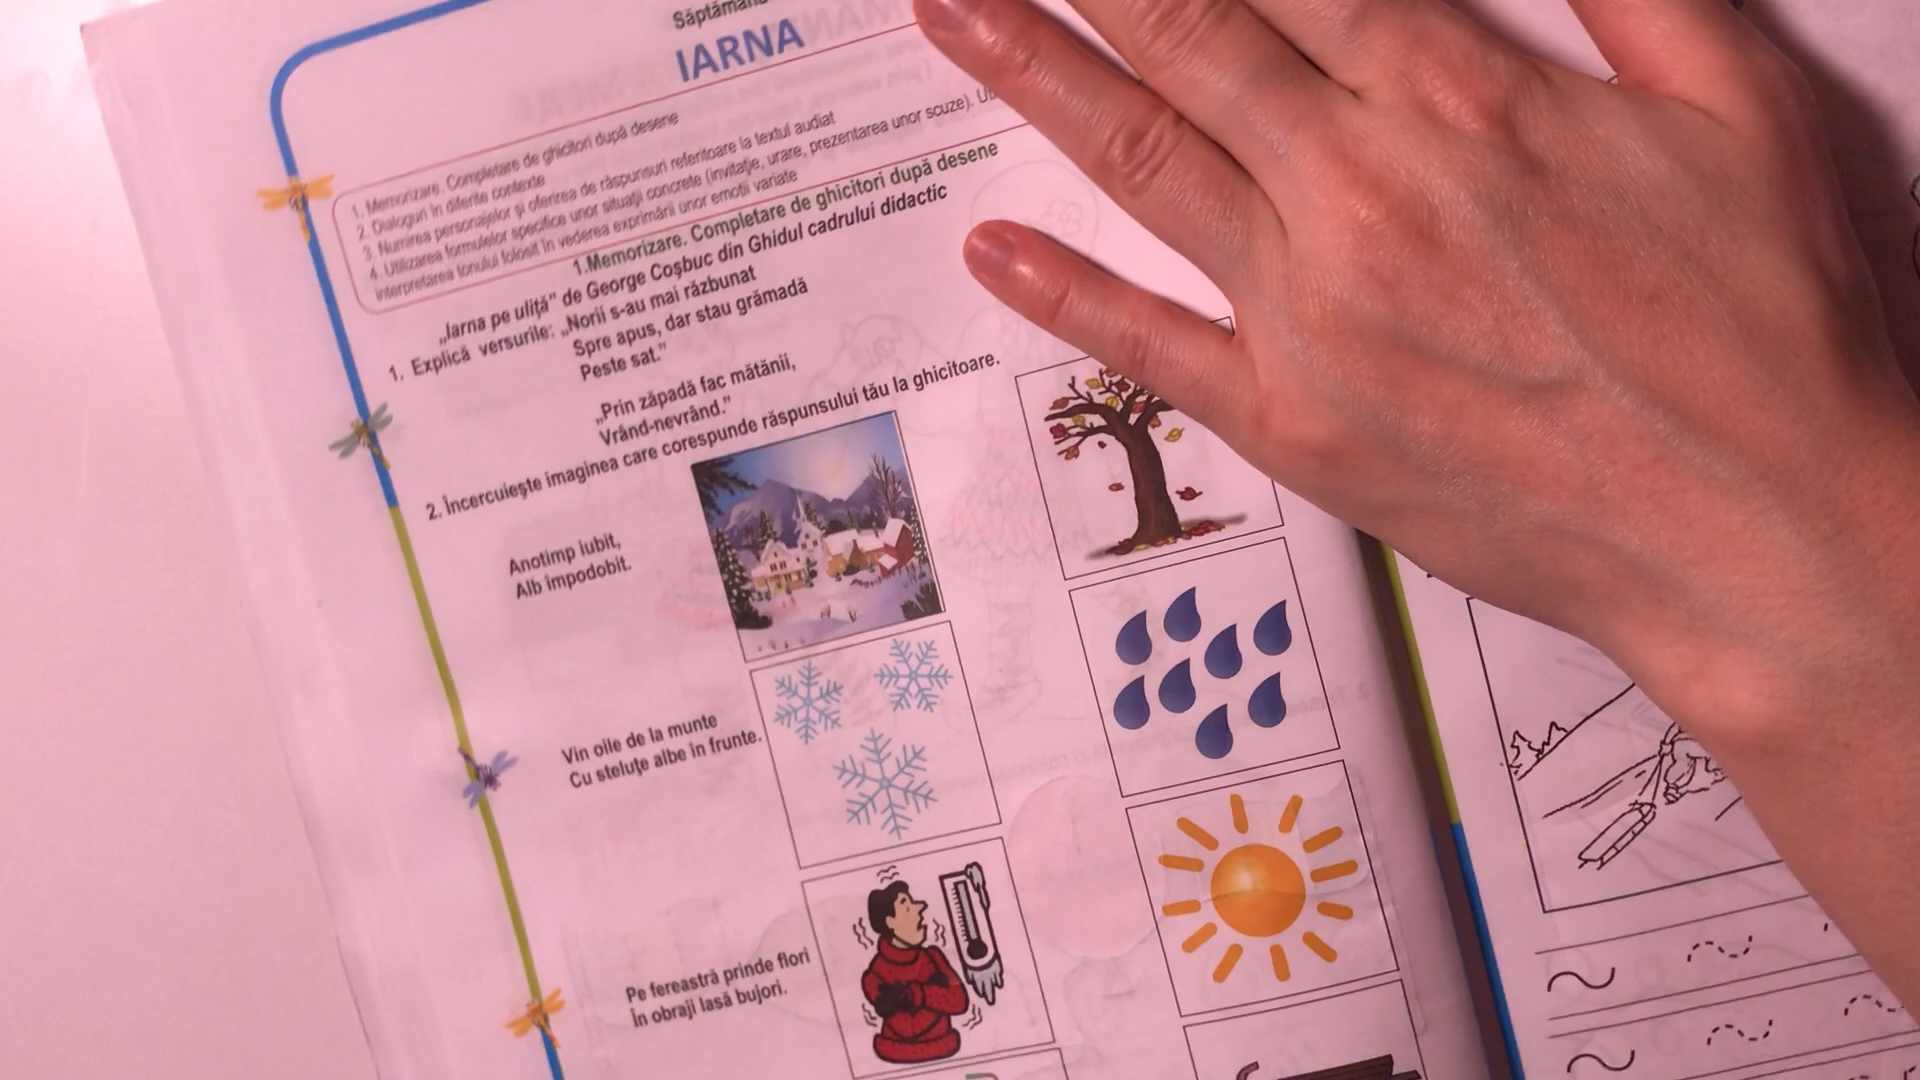 Săptămâna
IARNA
1. Memorizare. Completare de ghicitori după desene
2. Dialoguri în diferite contexte
3. Numirea personajelor și oferirea de răspunsuri referitoare la textul audiat
4. Utilizarea formulelor specifice unor situații concrete (invitație, urare, prezentarea unor scuze).
interpretarea tonului folosit în vederea exprimării unor emoții variate
1.Memorizare. Completare de ghicitori după desene
„Iarna pe uliță” de George Coșbuc din Ghidul cadrului didactic
1. Explică versurile: „Norii s-au mai răzbunat
Spre apus, dar stau grămadă
Peste sat.”
„Prin zăpadă fac mătănii,
Vrând-nevrând.”
2. Încercuiește imaginea care corespunde răspunsului tău la ghicitoare.
Anotimp iubit,
Alb împodobit.
Vin oile de la munte
Cu steluțe albe în frunte.
Pe fereastră prinde flori
În obraji lasă bujori.